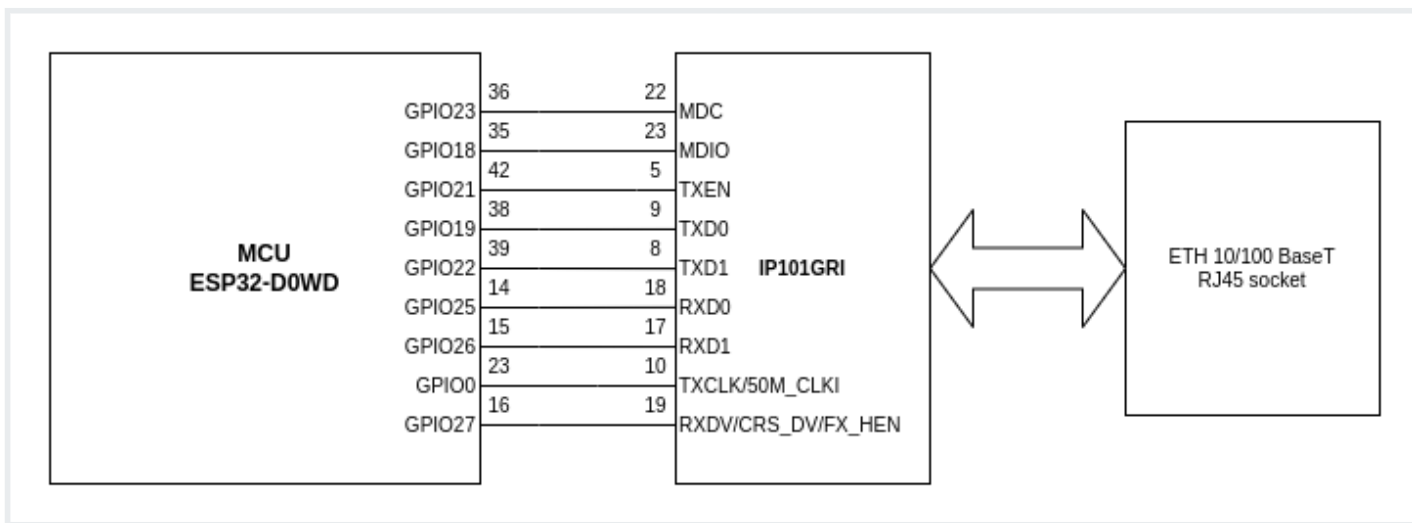 36 22
GPIO23 MDC
35 23
GPIO18 MDIO
42 5
GPIO21 TXEN
38 9
GPIO19 TXD0
39 8
GPIO22 TXD1
14 18
GPIO25 RXD0
15 17
GPIO26 RXD1
23 10
GPIO0 TXCLK/50M_CLKI
16 19
GPIO27 RXDV/CRS_DV/FX_HEN
MCU
ESP32-D0WD
IP101GRI
ETH 10/100 BaseT
RJ45 socket